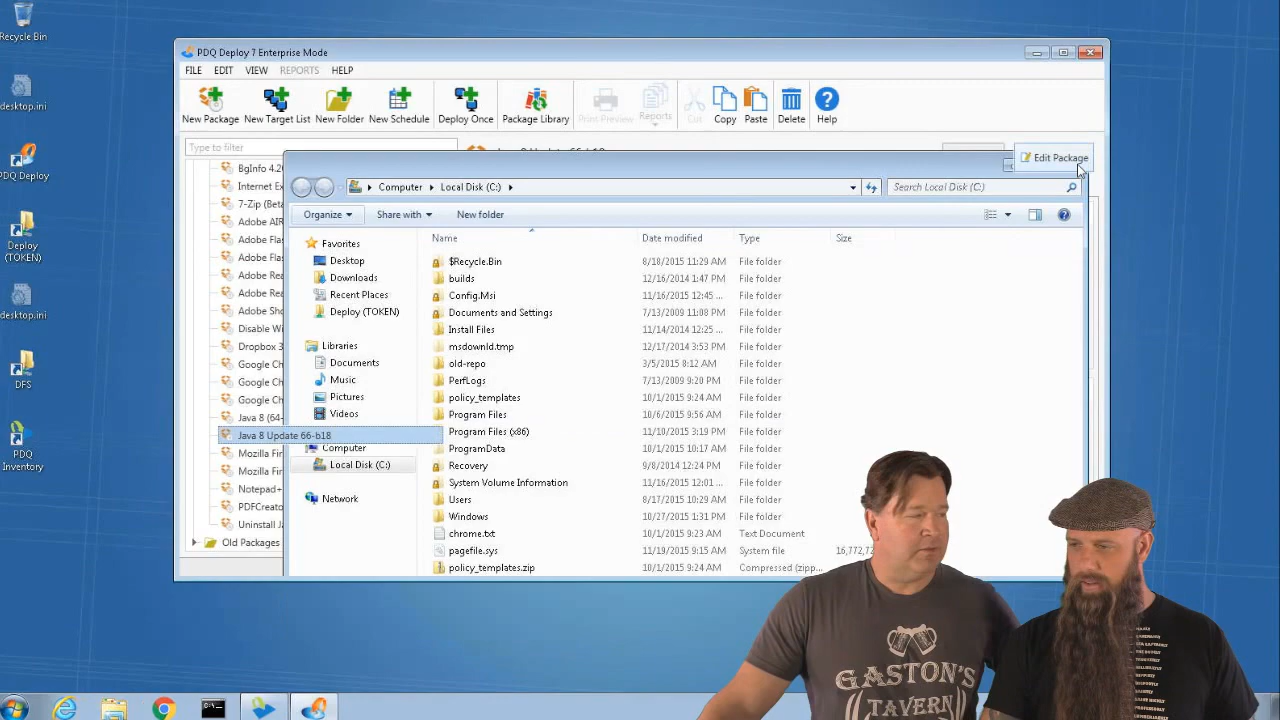 Recycle Bin
desktop.ini
PDQ Deploy
Deploy
(TOKEN)
desktop.ini
DFS
PDQ
Inventory
PDQ Deploy 7 Enterprise Mode
FILE EDIT VIEW REPORTS HELP
New Package New Target List New Folder New Schedule Deploy Once Package Library Print Preview Reports Cut Copy Paste Delete Help
Type to filter
Edit Package
BgInfo 4.20
Internet Ex
7-Zip (Beta
Adobe AIR
Adobe Flas
Adobe Flas
Adobe Rea
Adobe Rea
Adobe Sho
Disable Wi
Dropbox 3
Google Ch
Google Ch
Google Ch
Java 8 (64-
Java 8 Update 66-b18
Mozilla Fir
Mozilla Fir
Notepad+
PDFCreato
Uninstall Ja
Old Packages
Computer Local Disk (C:)
Search Local Disk (C:)
Organize Share with New folder
Favorites
Desktop
Downloads
Recent Places
Deploy (TOKEN)
Libraries
Documents
Music
Pictures
Videos
Computer
Local Disk (C:)
Network
Name Date modified Type Size
$Recycle.Bin 8/18/2015 11:29 AM File folder
builds 12/16/2014 1:47 PM File folder
Config.Msi 11/16/2015 12:45 ... File folder
Documents and Settings 7/13/2009 11:08 PM File folder
Install Files 11/14/2014 12:25 ... File folder
msdownld.tmp 12/17/2014 3:53 PM File folder
old-repo 3/5/2015 8:12 AM File folder
PerfLogs 7/13/2009 9:20 PM File folder
policy_templates 10/1/2015 9:24 AM File folder
Program Files 10/1/2015 9:56 AM File folder
Program Files (x86) 11/10/2015 3:19 PM File folder
ProgramData 10/1/2015 10:17 AM File folder
Recovery 9/8/2014 12:24 PM File folder
System Volume Information 11/16/2015 12:01 ... File folder
Users 8/27/2015 10:29 AM File folder
Windows 10/27/2015 1:31 PM File folder
chrome.txt 10/1/2015 9:23 AM Text Document
pagefile.sys 11/19/2015 9:15 AM System file 16,772,7
policy_templates.zip 10/1/2015 9:24 AM Compressed (zipp...
GASTON'S
TAVERN